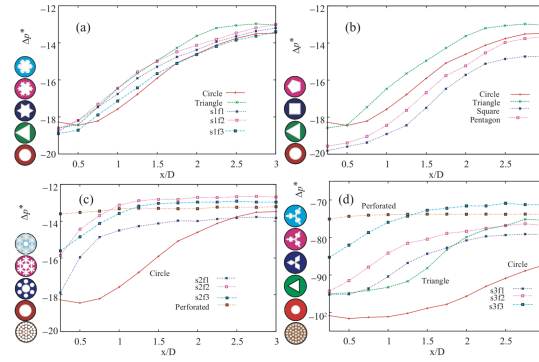 (a)
Δp*
-12
-14
-16
-18
-20
Circle
Triangle
s1f1
s1f2
s1f3
0.5
1
1.5
2
2.5
3
x/D
(b)
Δp*
-12
-14
-16
-18
-20
Circle
Triangle
Square
Pentagon
0.5
1
1.5
2
2.5
x/D
(c)
Δp*
-12
-14
-16
-18
-20
Circle
s2f1
s2f2
s2f3
Perforated
0.5
1
1.5
2
2.5
3
x/D
(d)
Δp*
-70
-80
-90
-10²
Perforated
Circle
Triangle
s3f1
s3f2
s3f3
0.5
1
1.5
2
2.5
x/D